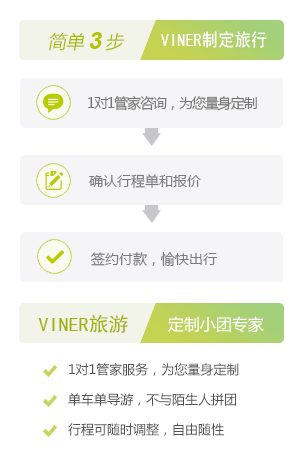 简单3步 VINER制定旅行
1对1管家咨询，为您量身定制
确认行程单和报价
签约付款，愉快出行
VINER旅游 定制小团专家
1对1管家服务，为您量身定制
单车单导游，不与陌生人拼团
行程可随时调整，自由随性